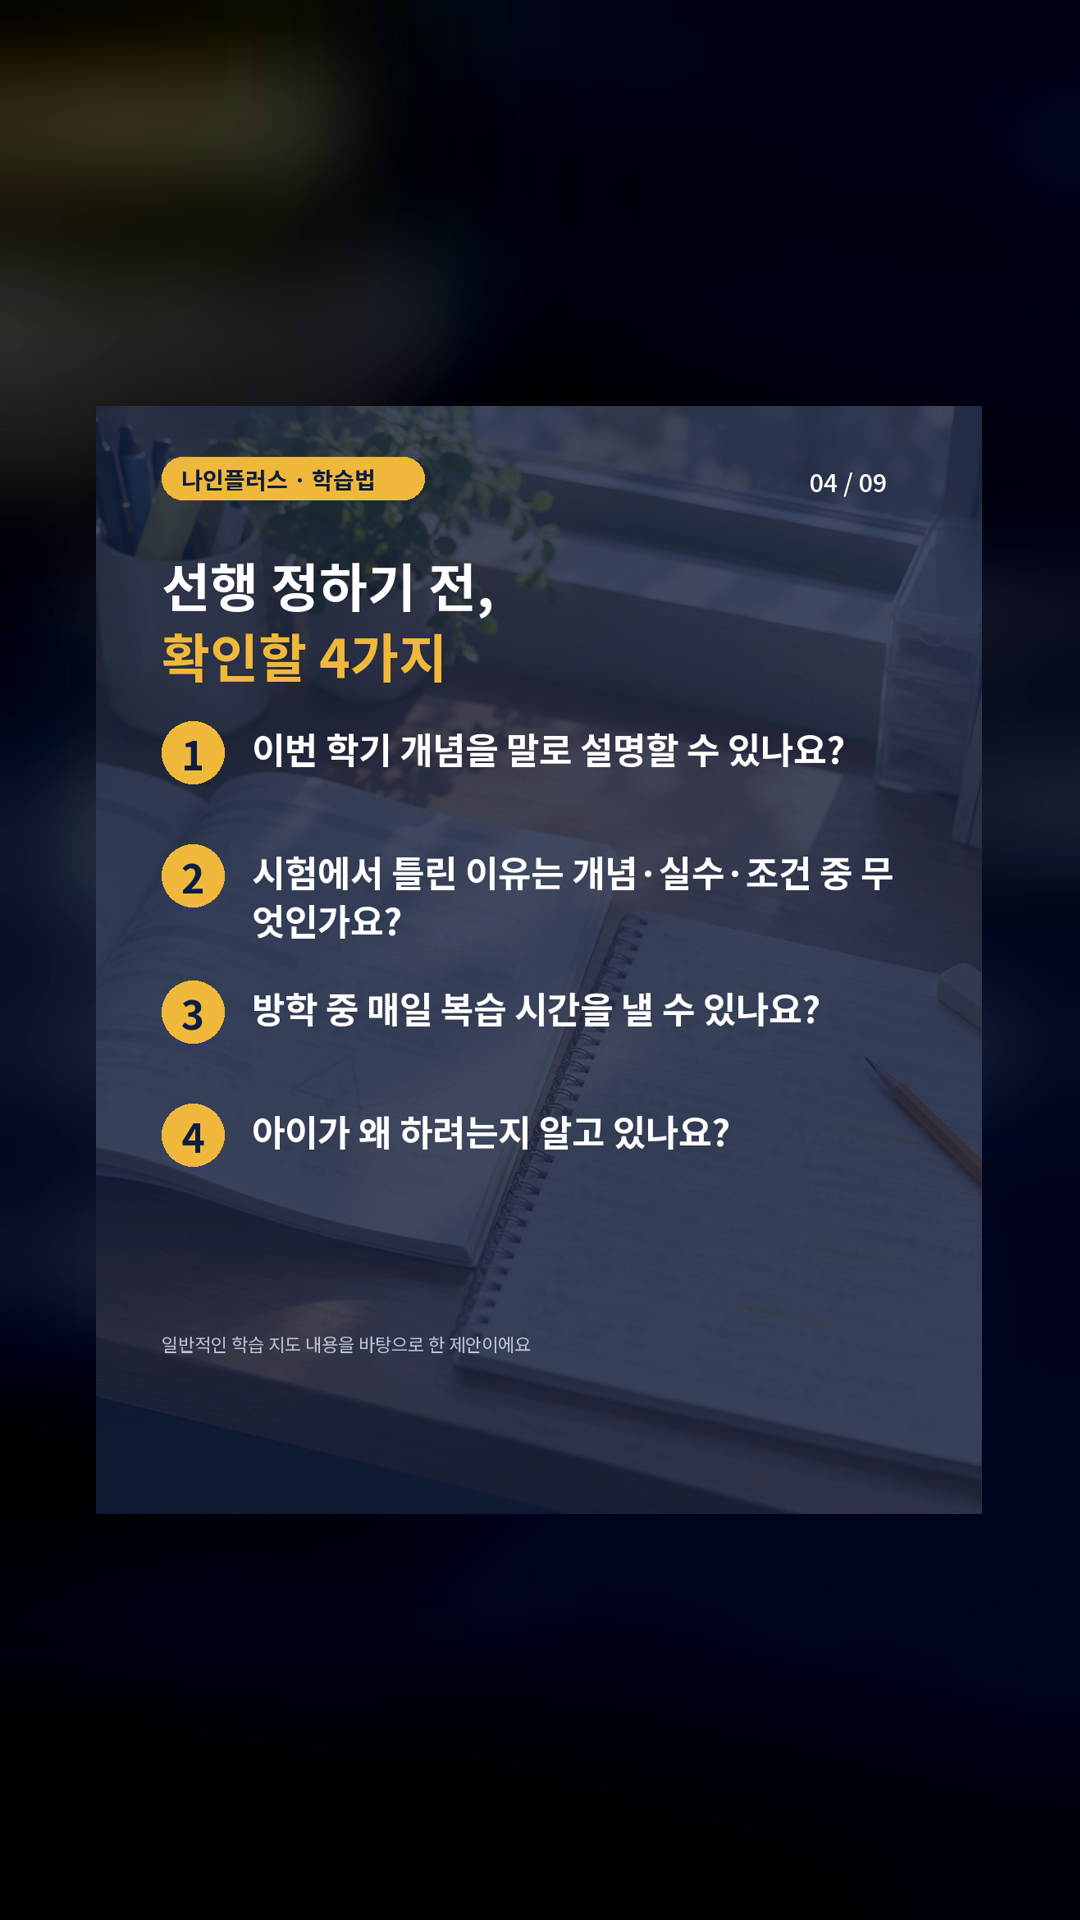 나인플러스 · 학습법
04 / 09
선행 정하기 전,
확인할 4가지
1 이번 학기 개념을 말로 설명할 수 있나요?
2 시험에서 틀린 이유는 개념·실수·조건 중 무
엇인가요?
3 방학 중 매일 복습 시간을 낼 수 있나요?
4 아이가 왜 하려는지 알고 있나요?
일반적인 학습 지도 내용을 바탕으로 한 제안이에요